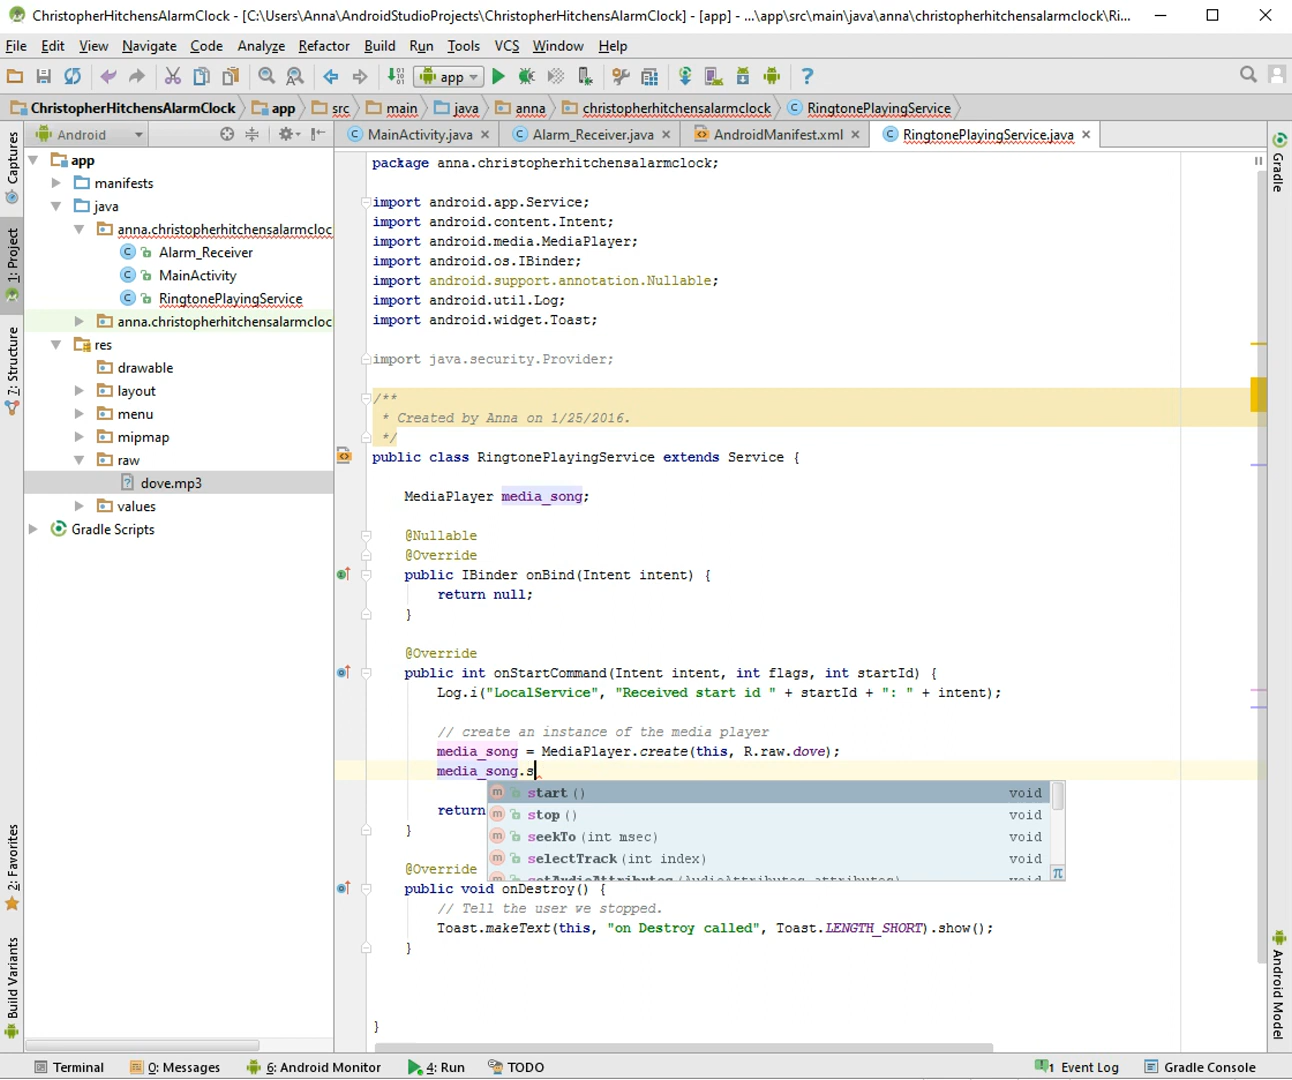 ChristopherHitchensAlarmClock - [C:\Users\Anna\AndroidStudioProjects\ChristopherHitchensAlarmClock] - [app] - ...\app\src\main\java\anna\christopherhitchensalarmclock\Ri...
File Edit View Navigate Code Analyze Refactor Build Run Tools VCS Window Help
app
ChristopherHitchensAlarmClock app src main java anna christopherhitchensalarmclock RingtonePlayingService
Android
MainActivity.java Alarm_Receiver.java AndroidManifest.xml RingtonePlayingService.java
Captures
1: Project
7: Structure
2: Favorites
Build Variants
app
manifests
java
anna.christopherhitchensalarmcloc
Alarm_Receiver
MainActivity
RingtonePlayingService
anna.christopherhitchensalarmcloc
res
drawable
layout
menu
mipmap
raw
dove.mp3
values
Gradle Scripts
package anna.christopherhitchensalarmclock;
import android.app.Service;
import android.content.Intent;
import android.media.MediaPlayer;
import android.os.IBinder;
import android.support.annotation.Nullable;
import android.util.Log;
import android.widget.Toast;
import java.security.Provider;
/**
* Created by Anna on 1/25/2016.
*/
public class RingtonePlayingService extends Service {
MediaPlayer media_song;
@Nullable
@Override
public IBinder onBind(Intent intent) {
return null;
}
@Override
public int onStartCommand(Intent intent, int flags, int startId) {
Log.i("LocalService", "Received start id " + startId + ": " + intent);
// create an instance of the media player
media_song = MediaPlayer.create(this, R.raw.dove);
media_song.s
start() void
stop() void
seekTo(int msec) void
selectTrack(int index) void
setAudioAttributes(AudioAttributes attributes) void
return
}
@Override
public void onDestroy() {
// Tell the user we stopped.
Toast.makeText(this, "on Destroy called", Toast.LENGTH_SHORT).show();
}
}
Gradle
Android Model
Terminal 0: Messages 6: Android Monitor 4: Run TODO 1 Event Log Gradle Console